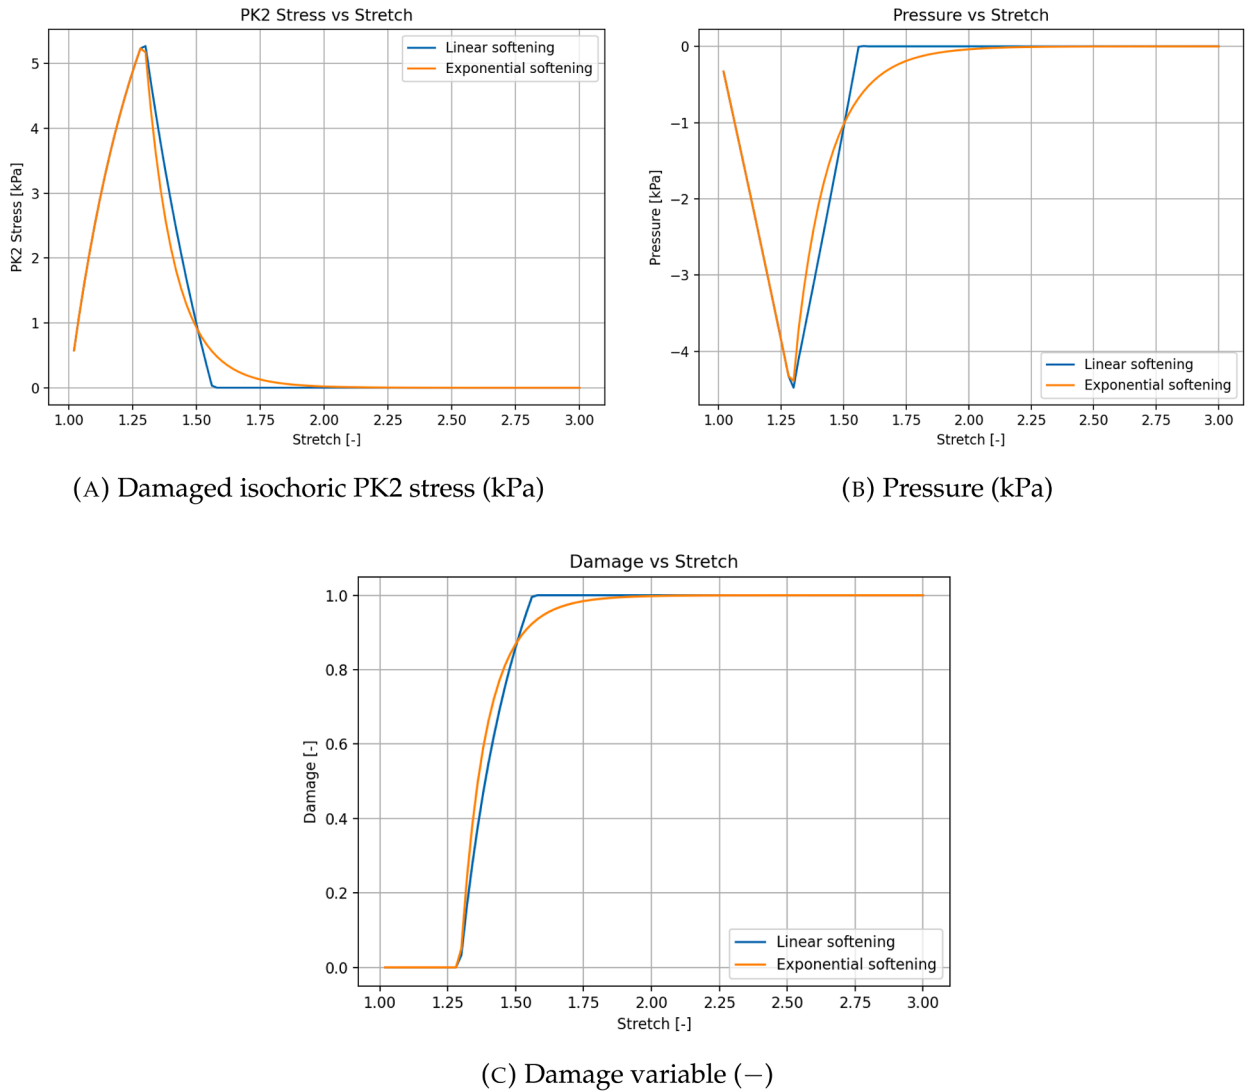 PK2 Stress vs Stretch
PK2 Stress [kPa]
5
4
3
2
1
0
Linear softening
Exponential softening
1.00 1.25 1.50 1.75 2.00 2.25 2.50 2.75 3.00
Stretch [-]
(A) Damaged isochoric PK2 stress (kPa)
Pressure vs Stretch
Pressure [kPa]
0
−1
−2
−3
−4
Linear softening
Exponential softening
1.00 1.25 1.50 1.75 2.00 2.25 2.50 2.75 3.00
Stretch [-]
(B) Pressure (kPa)
Damage vs Stretch
Damage [-]
1.0
0.8
0.6
0.4
0.2
0.0
Linear softening
Exponential softening
1.00 1.25 1.50 1.75 2.00 2.25 2.50 2.75 3.00
Stretch [-]
(C) Damage variable (−)